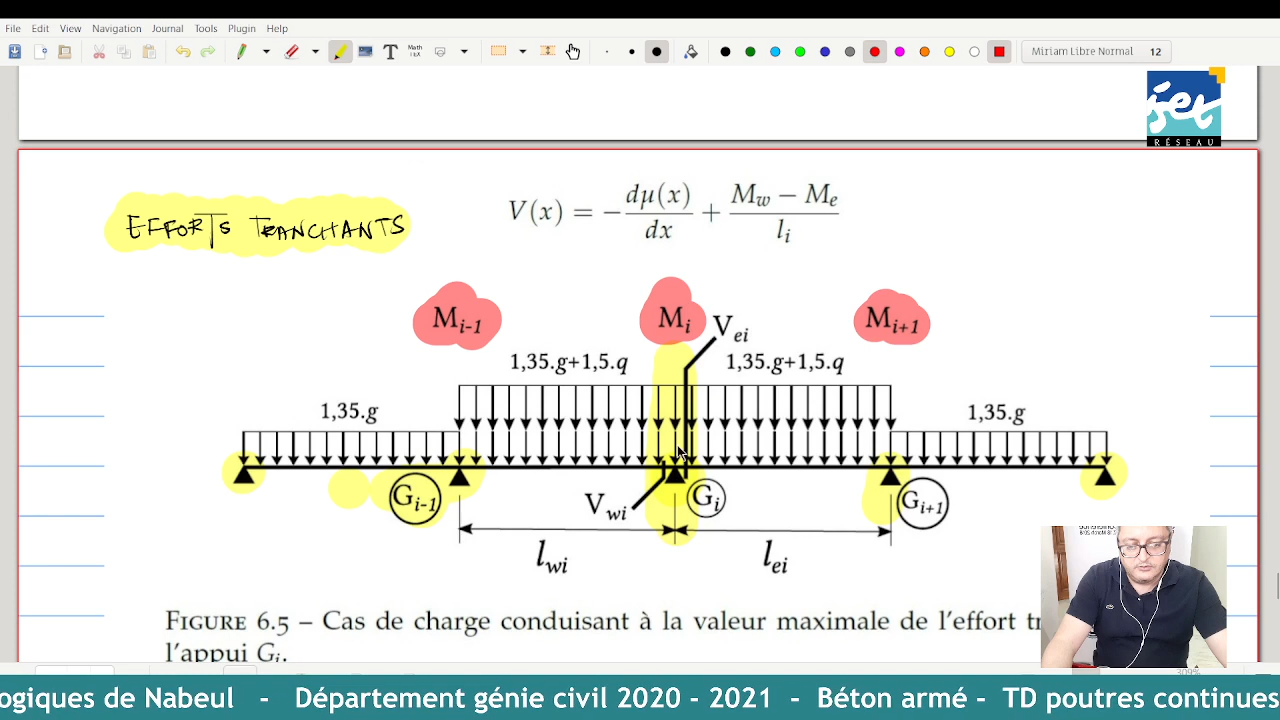 File Edit View Navigation Journal Tools Plugin Help
Math TEX
Miriam Libre Normal 12
iset
RÉSEAU
EFFORTS TRANCHANTS
V(x) = −dμ(x)/dx + (M_w − M_e)/l_i
M_{i-1} M_i M_{i+1}
V_{ei}
1,35.g+1,5.q 1,35.g+1,5.q
1,35.g 1,35.g
G_{i-1} V_{wi} G_i G_{i+1}
l_{wi} l_{ei}
FIGURE 6.5 – Cas de charge conduisant à la valeur maximale de l'effort tr
l'appui G_i.
309%
ogiques de Nabeul - Département génie civil 2020 - 2021 - Béton armé - TD poutres continues